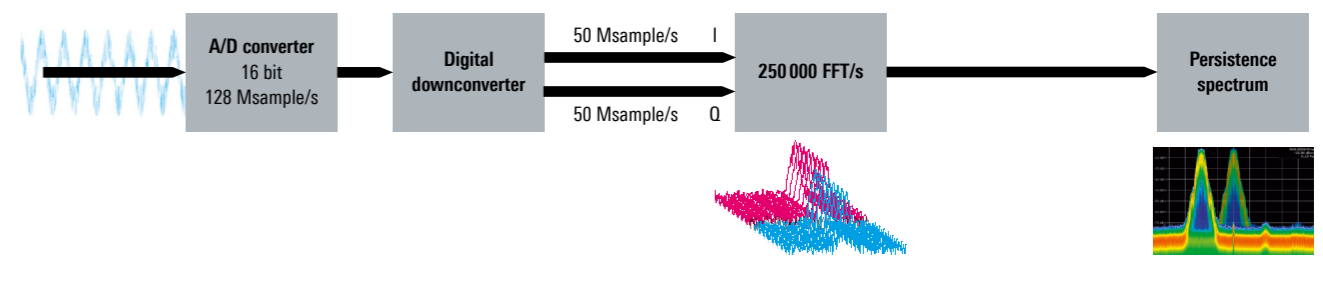 A/D converter
16 bit
128 Msample/s
Digital
downconverter
50 Msample/s I
50 Msample/s Q
250 000 FFT/s
Persistence
spectrum